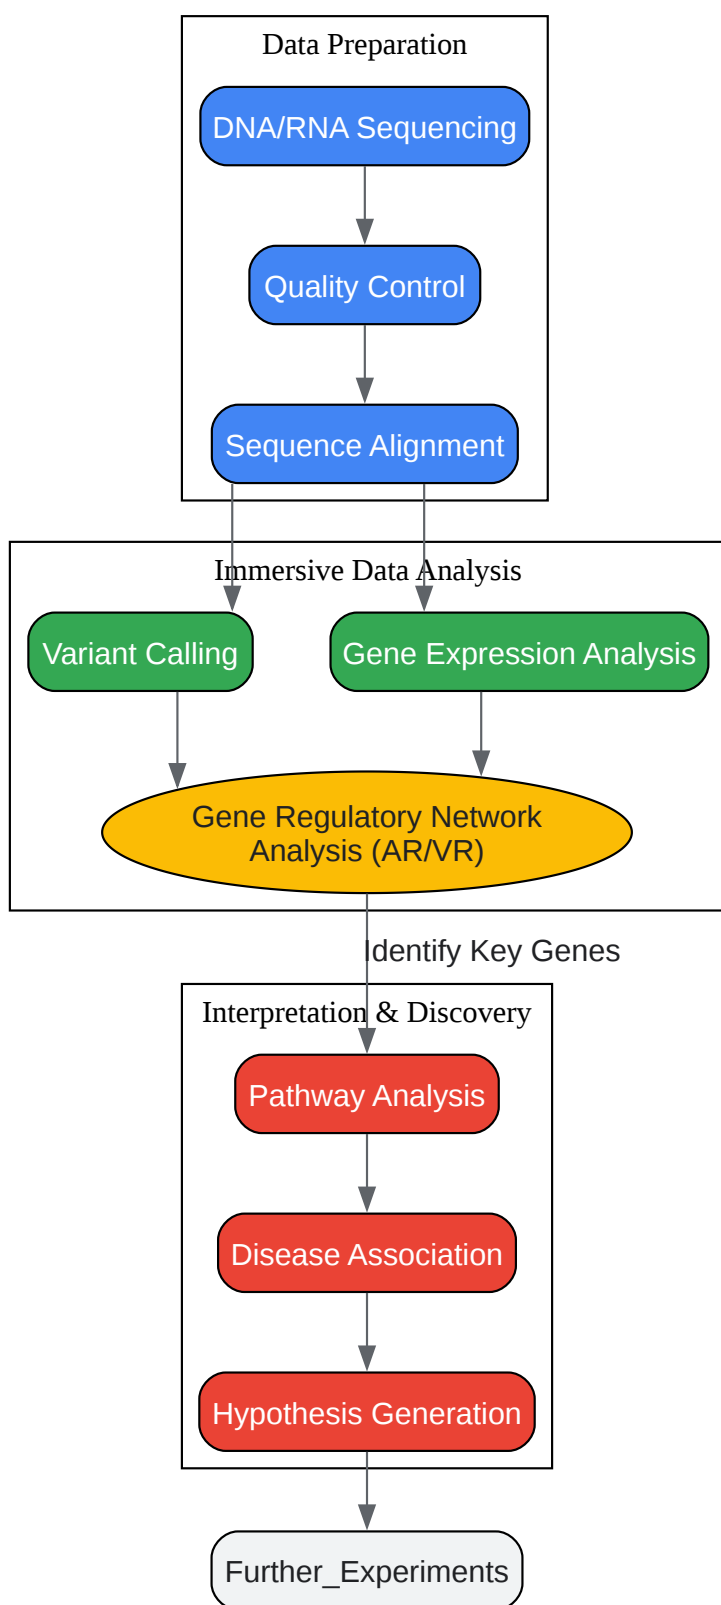 Data Preparation
DNA/RNA Sequencing
Quality Control
Sequence Alignment
Immersive Data Analysis
Variant Calling
Gene Expression Analysis
Gene Regulatory Network
Analysis (AR/VR)
Identify Key Genes
Interpretation & Discovery
Pathway Analysis
Disease Association
Hypothesis Generation
Further_Experiments